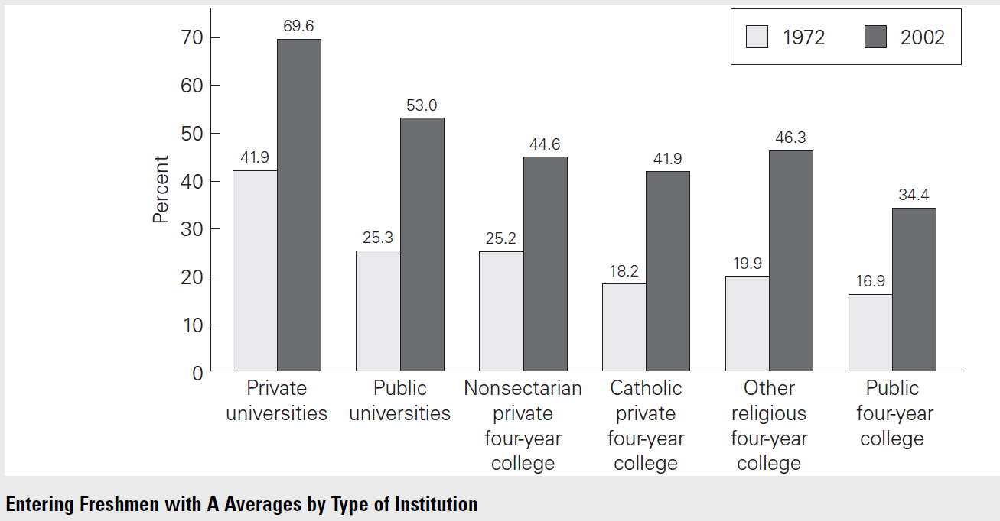 1972 2002
Percent
70
60
50
40
30
20
10
0
41.9 69.6
25.3 53.0
25.2 44.6
18.2 41.9
19.9 46.3
16.9 34.4
Private
universities
Public
universities
Nonsectarian
private
four-year
college
Catholic
private
four-year
college
Other
religious
four-year
college
Public
four-year
college
Entering Freshmen with A Averages by Type of Institution